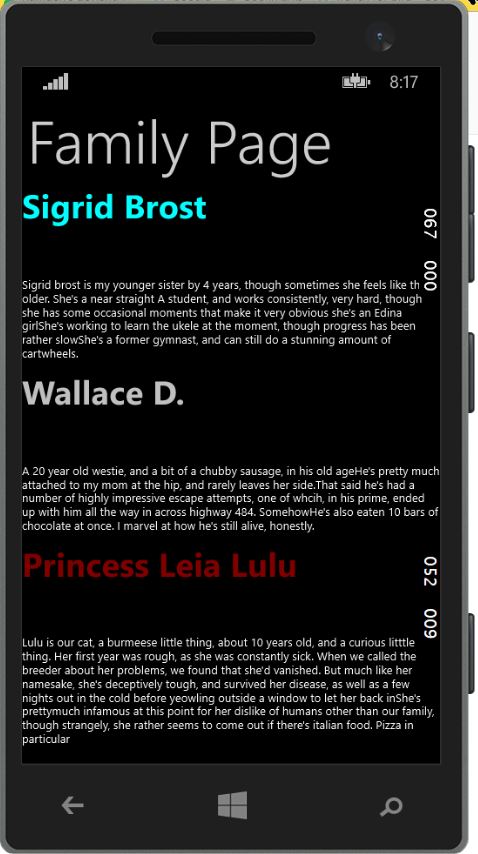 8:17
Family Page
Sigrid Brost
067
000
Sigrid brost is my younger sister by 4 years, though sometimes she feels like th
older. She's a near straight A student, and works consistently, very hard, though
she has some occasional moments that make it very obvious she's an Edina
girlShe's working to learn the ukele at the moment, though progress has been
rather slowShe's a former gymnast, and can still do a stunning amount of
cartwheels.
Wallace D.
A 20 year old westie, and a bit of a chubby sausage, in his old ageHe's pretty much
attached to my mom at the hip, and rarely leaves her side.That said he's had a
number of highly impressive escape attempts, one of whcih, in his prime, ended
up with him all the way in across highway 484. SomehowHe's also eaten 10 bars of
chocolate at once. I marvel at how he's still alive, honestly.
Princess Leia Lulu
052
009
Lulu is our cat, a burmeese little thing, about 10 years old, and a curious litttle
thing. Her first year was rough, as she was constantly sick. When we called the
breeder about her problems, we found that she'd vanished. But much like her
namesake, she's deceptively tough, and survived her disease, as well as a few
nights out in the cold before yeowling outside a window to let her back inShe's
prettymuch infamous at this point for her dislike of humans other than our family,
though strangely, she rather seems to come out if there's italian food. Pizza in
particular